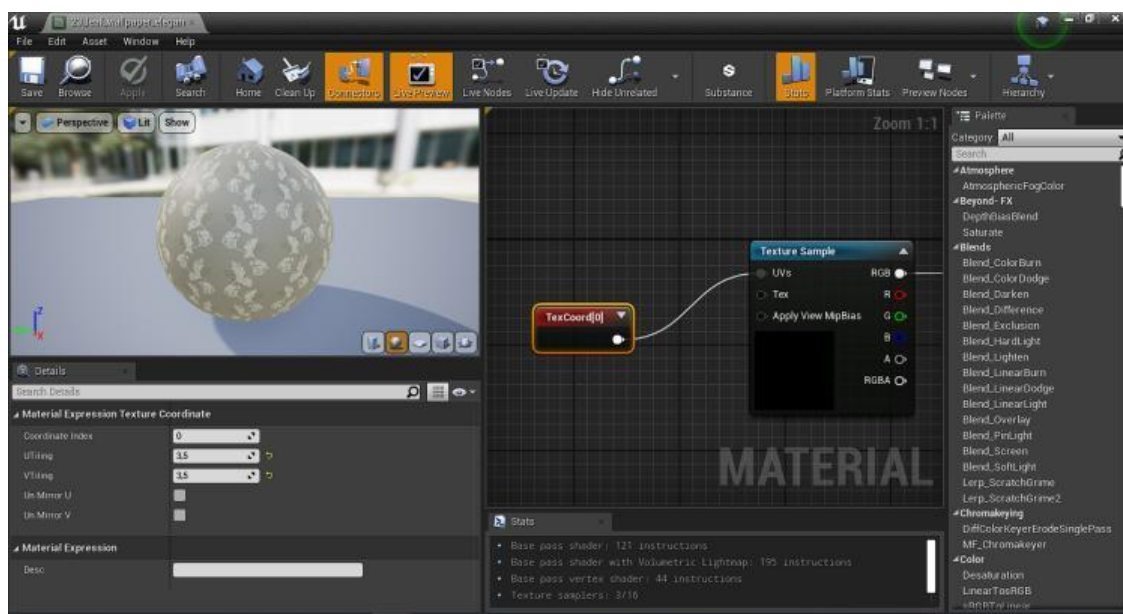 File Edit Asset Window Help
Save Browse Apply Search Home Clean Up Connectors Live Preview Live Nodes Live Update Hide Unrelated Substance Stats Platform Stats Preview Nodes Hierarchy
Perspective Lit Show
Zoom 1:1
Texture Sample
UVs RGB
Tex R
Apply View MipBias G
B
A
RGBA
TexCoord[0]
MATERIAL
Z
X
Details
Search Details
Material Expression Texture Coordinate
Coordinate Index 0
UTiling 3,5
VTiling 3,5
Un Mirror U
Un Mirror V
Material Expression
Desc
Stats
Base pass shader: 121 instructions
Base pass shader with Volumetric Lightmap: 195 instructions
Base pass vertex shader: 44 instructions
Texture samplers: 3/16
Palette
Category All
Search
Atmosphere
AtmosphericFogColor
Beyond-FX
DepthBiasBlend
Saturate
Blends
Blend_ColorBurn
Blend_ColorDodge
Blend_Darken
Blend_Difference
Blend_Exclusion
Blend_HardLight
Blend_Lighten
Blend_LinearBurn
Blend_LinearDodge
Blend_LinearLight
Blend_Overlay
Blend_PinLight
Blend_Screen
Blend_SoftLight
Lerp_ScratchGrime
Lerp_ScratchGrime2
Chromakeying
DiffColorKeyerErodeSinglePass
MF_Chromakeyer
Color
Desaturation
LinearTosRGB
sRGBToLinear